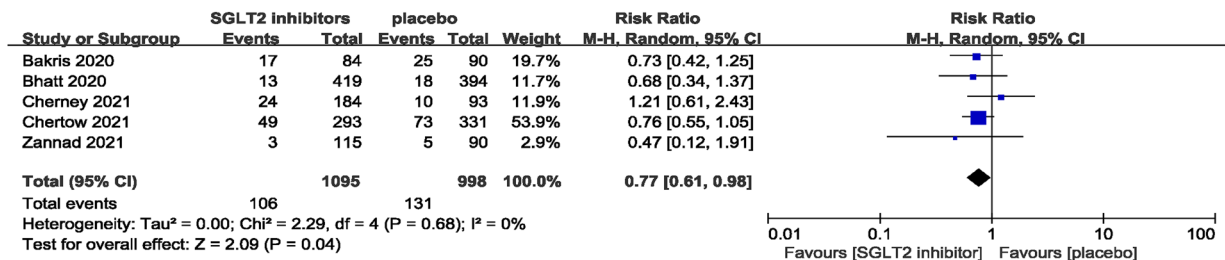 SGLT2 inhibitors placebo Risk Ratio Risk Ratio
Study or Subgroup Events Total Events Total Weight M-H, Random, 95% CI M-H, Random, 95% CI
Bakris 2020 17 84 25 90 19.7% 0.73 [0.42, 1.25]
Bhatt 2020 13 419 18 394 11.7% 0.68 [0.34, 1.37]
Cherney 2021 24 184 10 93 11.9% 1.21 [0.61, 2.43]
Chertow 2021 49 293 73 331 53.9% 0.76 [0.55, 1.05]
Zannad 2021 3 115 5 90 2.9% 0.47 [0.12, 1.91]
Total (95% CI) 1095 998 100.0% 0.77 [0.61, 0.98]
Total events 106 131
Heterogeneity: Tau² = 0.00; Chi² = 2.29, df = 4 (P = 0.68); I² = 0%
Test for overall effect: Z = 2.09 (P = 0.04)
0.01 0.1 1 10 100
Favours [SGLT2 inhibitor] Favours [placebo]